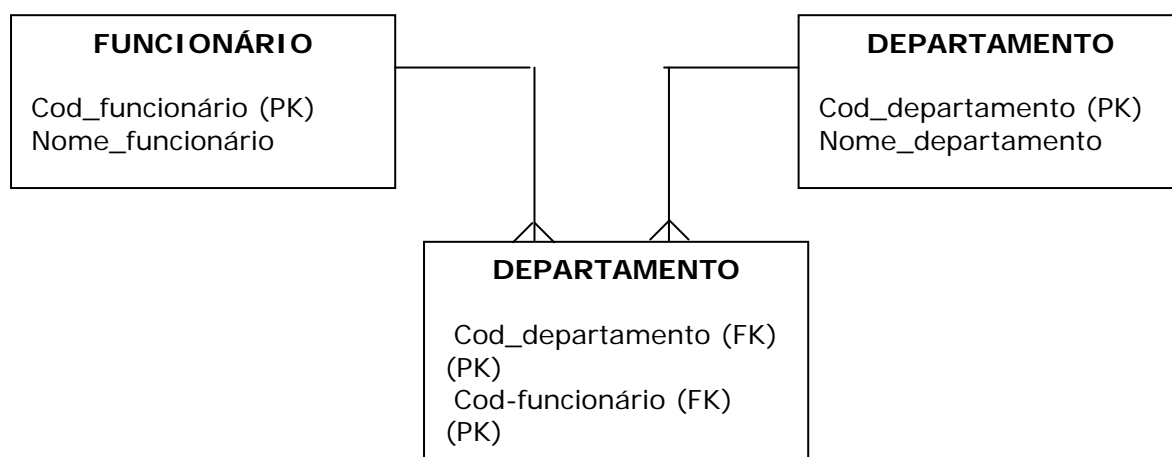 FUNCIONÁRIO
Cod_funcionário (PK)
Nome_funcionário
DEPARTAMENTO
Cod_departamento (PK)
Nome_departamento
DEPARTAMENTO
Cod_departamento (FK)
(PK)
Cod-funcionário (FK)
(PK)